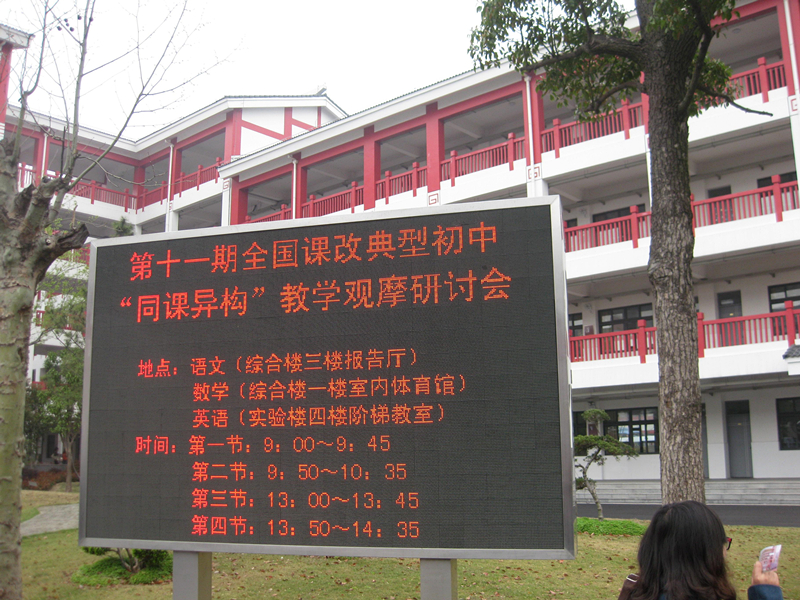 第十一期全国课改典型初中
“同课异构”教学观摩研讨会
地点：语文（综合楼三楼报告厅）
数学（综合楼一楼室内体育馆）
英语（实验楼四楼阶梯教室）
时间：第一节：9：00～9：45
第二节：9：50～10：35
第三节：13：00～13：45
第四节：13：50～14：35